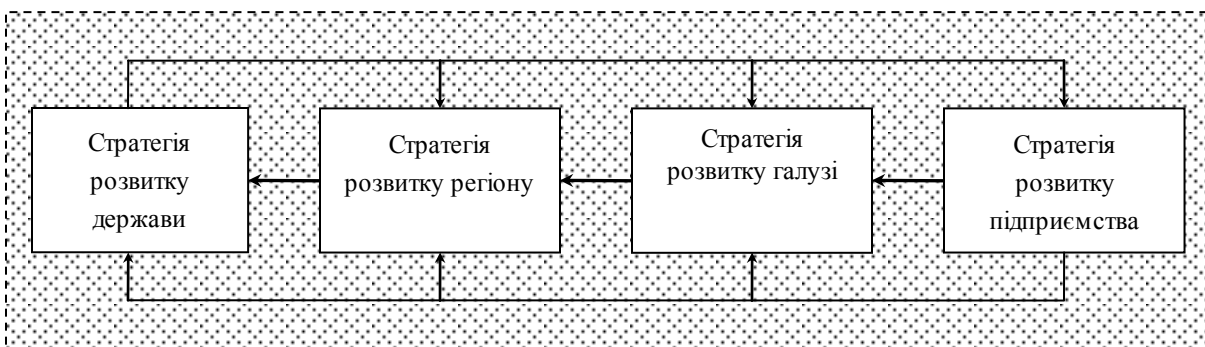 Стратегія
розвитку
держави
Стратегія
розвитку регіону
Стратегія
розвитку галузі
Стратегія
розвитку
підприємства